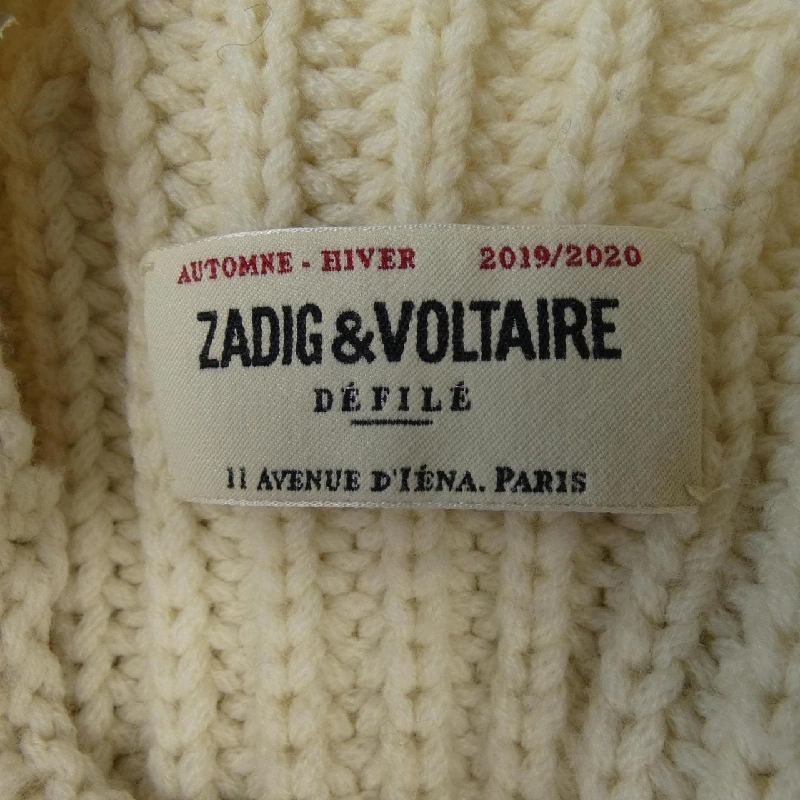 AUTOMNE - HIVER 2019/2020
ZADIG&VOLTAIRE
DÉFILÉ
11 AVENUE D'IÉNA. PARIS